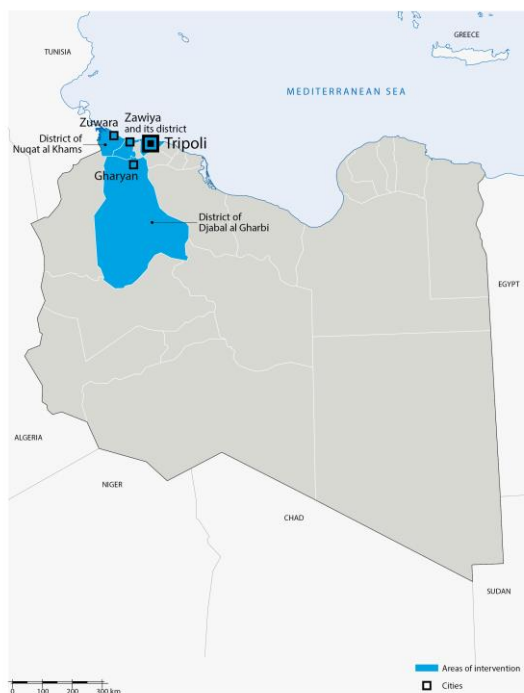 GREECE
TUNISIA
MEDITERRANEAN SEA
Zuwara
Zawiya
and its district
Tripoli
District of
Nuqat al Khams
Gharyan
District of
Djabal al Gharbi
EGYPT
ALGERIA
NIGER
CHAD
SUDAN
0 100 200 300 km
Areas of intervention
Cities